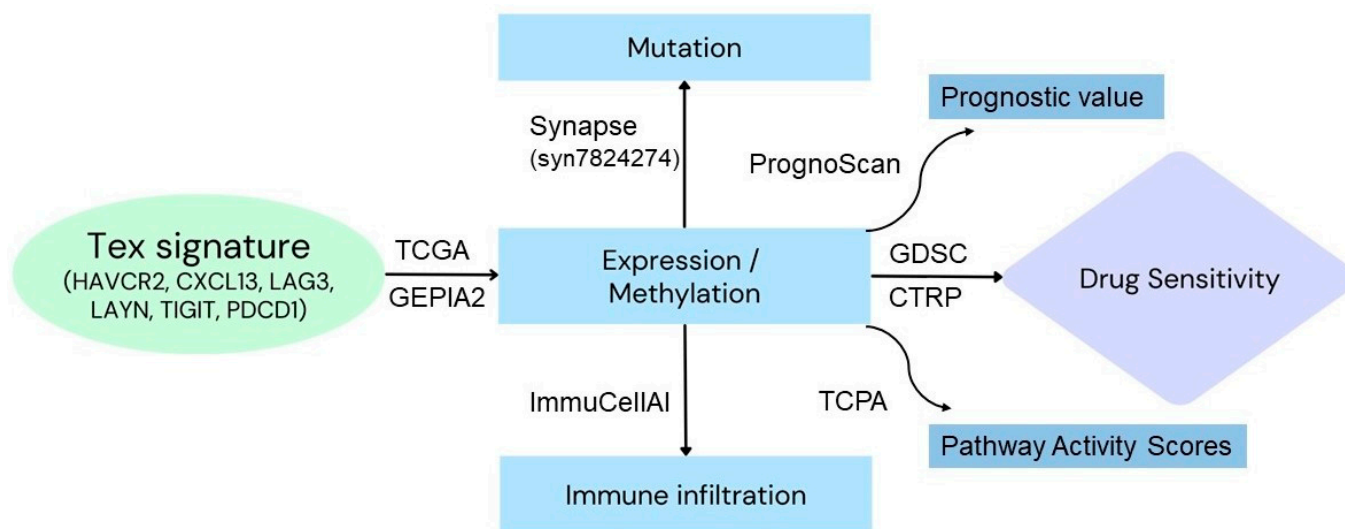 Mutation
Prognostic value
Synapse
(syn7824274)
PrognoScan
Tex signature
(HAVCR2, CXCL13, LAG3,
LAYN, TIGIT, PDCD1)
TCGA
GEPIA2
Expression /
Methylation
GDSC
CTRP
Drug Sensitivity
ImmuCellAI
TCPA
Pathway Activity Scores
Immune infiltration